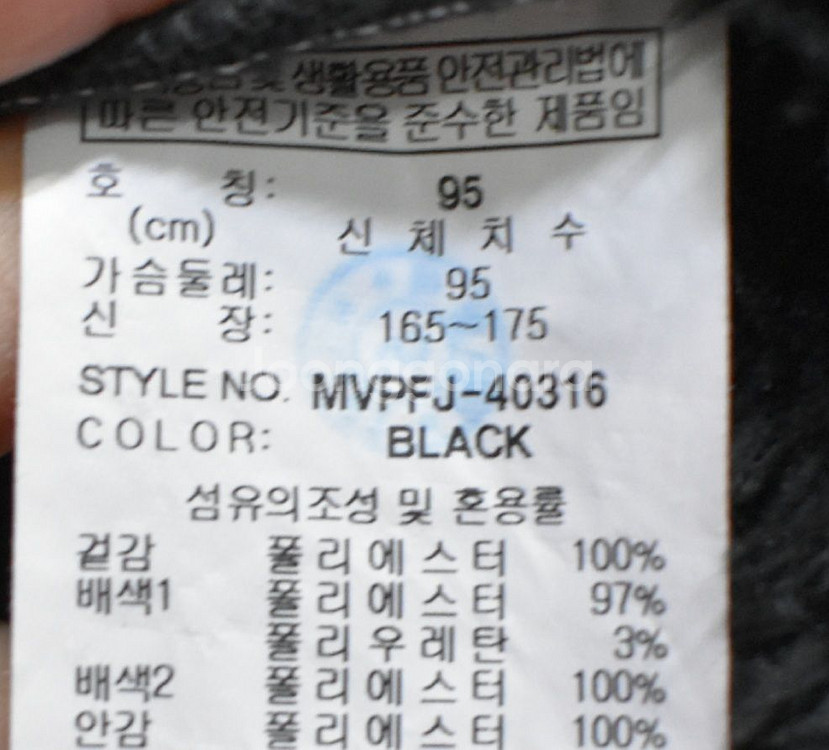 및 생활용품 안전관리법에
따른 안전기준을 준수한 제품임
호 칭: 95
(cm) 신 체 치 수
가슴둘레: 95
신 장: 165~175
STYLE NO. MVPFJ-40316
COLOR: BLACK
섬유의조성 및 혼용률
겉감 폴리에스터 100%
배색1 폴리에스터 97%
폴리우레탄 3%
배색2 폴리에스터 100%
안감 폴리에스터 100%